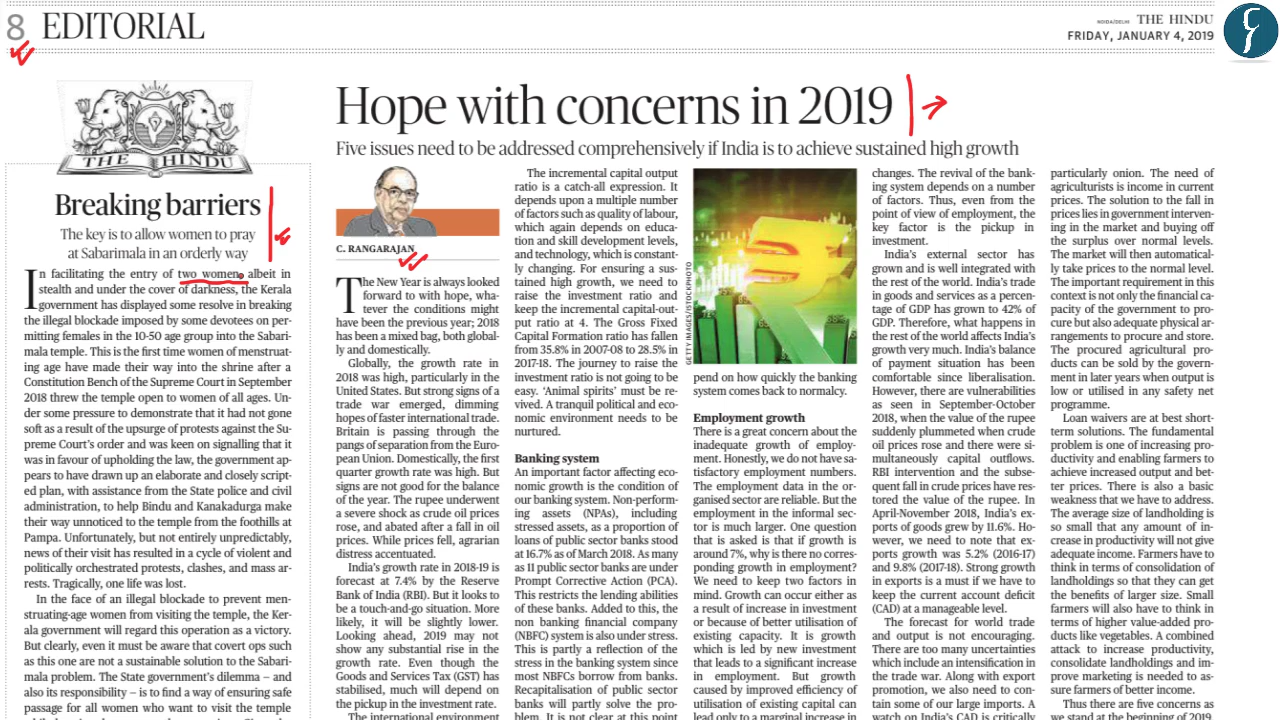 8 EDITORIAL
NOIDA/DELHI THE HINDU
FRIDAY, JANUARY 4, 2019
THE HINDU
Breaking barriers
The key is to allow women to pray
at Sabarimala in an orderly way
In facilitating the entry of two women, albeit in
stealth and under the cover of darkness, the Kerala
government has displayed some resolve in breaking
the illegal blockade imposed by some devotees on per-
mitting females in the 10-50 age group into the Sabari-
mala temple. This is the first time women of menstruat-
ing age have made their way into the shrine after a
Constitution Bench of the Supreme Court in September
2018 threw the temple open to women of all ages. Un-
der some pressure to demonstrate that it had not gone
soft as a result of the upsurge of protests against the Su-
preme Court's order and was keen on signalling that it
was in favour of upholding the law, the government ap-
pears to have drawn up an elaborate and closely script-
ed plan, with assistance from the State police and civil
administration, to help Bindu and Kanakadurga make
their way unnoticed to the temple from the foothills at
Pampa. Unfortunately, but not entirely unpredictably,
news of their visit has resulted in a cycle of violent and
politically orchestrated protests, clashes, and mass ar-
rests. Tragically, one life was lost.
In the face of an illegal blockade to prevent men-
struating-age women from visiting the temple, the Ker-
ala government will regard this operation as a victory.
But clearly, even it must be aware that covert ops such
as this one are not a sustainable solution to the Sabari-
mala problem. The State government's dilemma – and
also its responsibility – is to find a way of ensuring safe
passage for all women who want to visit the temple
Hope with concerns in 2019
Five issues need to be addressed comprehensively if India is to achieve sustained high growth
C. RANGARAJAN
The New Year is always looked
forward to with hope, wha-
tever the conditions might
have been the previous year; 2018
has been a mixed bag, both global-
ly and domestically.
Globally, the growth rate in
2018 was high, particularly in the
United States. But strong signs of a
trade war emerged, dimming
hopes of faster international trade.
Britain is passing through the
pangs of separation from the Euro-
pean Union. Domestically, the first
quarter growth rate was high. But
signs are not good for the balance
of the year. The rupee underwent
a severe shock as crude oil prices
rose, and abated after a fall in oil
prices. While prices fell, agrarian
distress accentuated.
India's growth rate in 2018-19 is
forecast at 7.4% by the Reserve
Bank of India (RBI). But it looks to
be a touch-and-go situation. More
likely, it will be slightly lower.
Looking ahead, 2019 may not
show any substantial rise in the
growth rate. Even though the
Goods and Services Tax (GST) has
stabilised, much will depend on
the pickup in the investment rate.
The international environment
The incremental capital output
ratio is a catch-all expression. It
depends upon a multiple number
of factors such as quality of labour,
which again depends on educa-
tion and skill development levels,
and technology, which is constant-
ly changing. For ensuring a sus-
tained high growth, we need to
raise the investment ratio and
keep the incremental capital-out-
put ratio at 4. The Gross Fixed
Capital Formation ratio has fallen
from 35.8% in 2007-08 to 28.5% in
2017-18. The journey to raise the
investment ratio is not going to be
easy. 'Animal spirits' must be re-
vived. A tranquil political and eco-
nomic environment needs to be
nurtured.
Banking system
An important factor affecting eco-
nomic growth is the condition of
our banking system. Non-perform-
ing assets (NPAs), including
stressed assets, as a proportion of
loans of public sector banks stood
at 16.7% as of March 2018. As many
as 11 public sector banks are under
Prompt Corrective Action (PCA).
This restricts the lending abilities
of these banks. Added to this, the
non banking financial company
(NBFC) system is also under stress.
This is partly a reflection of the
stress in the banking system since
most NBFCs borrow from banks.
Recapitalisation of public sector
banks will partly solve the pro-
blem. It is not clear at this point
GETTY IMAGES/ISTOCKPHOTO
pend on how quickly the banking
system comes back to normalcy.
Employment growth
There is a great concern about the
inadequate growth of employ-
ment. Honestly, we do not have sa-
tisfactory employment numbers.
The employment data in the or-
ganised sector are reliable. But the
employment in the informal sec-
tor is much larger. One question
that is asked is that if growth is
around 7%, why is there no corres-
ponding growth in employment?
We need to keep two factors in
mind. Growth can occur either as
a result of increase in investment
or because of better utilisation of
existing capacity. It is growth
which is led by new investment
that leads to a significant increase
in employment. But growth
caused by improved efficiency of
utilisation of existing capital can
lead only to a marginal increase in
changes. The revival of the bank-
ing system depends on a number
of factors. Thus, even from the
point of view of employment, the
key factor is the pickup in
investment.
India's external sector has
grown and is well integrated with
the rest of the world. India's trade
in goods and services as a percen-
tage of GDP has grown to 42% of
GDP. Therefore, what happens in
the rest of the world affects India's
growth very much. India's balance
of payment situation has been
comfortable since liberalisation.
However, there are vulnerabilities
as seen in September-October
2018, when the value of the rupee
suddenly plummeted when crude
oil prices rose and there were si-
multaneously capital outflows.
RBI intervention and the subse-
quent fall in crude prices have res-
tored the value of the rupee. In
April-November 2018, India's ex-
ports of goods grew by 11.6%. Ho-
wever, we need to note that ex-
ports growth was 5.2% (2016-17)
and 9.8% (2017-18). Strong growth
in exports is a must if we have to
keep the current account deficit
(CAD) at a manageable level.
The forecast for world trade
and output is not encouraging.
There are too many uncertainties
which include an intensification in
the trade war. Along with export
promotion, we also need to con-
tain some of our large imports. A
watch on India's CAD is critically
particularly onion. The need of
agriculturists is income in current
prices. The solution to the fall in
prices lies in government interven-
ing in the market and buying off
the surplus over normal levels.
The market will then automatical-
ly take prices to the normal level.
The important requirement in this
context is not only the financial ca-
pacity of the government to pro-
cure but also adequate physical ar-
rangements to procure and store.
The procured agricultural pro-
ducts can be sold by the govern-
ment in later years when output is
low or utilised in any safety net
programme.
Loan waivers are at best short-
term solutions. The fundamental
problem is one of increasing pro-
ductivity and enabling farmers to
achieve increased output and bet-
ter prices. There is also a basic
weakness that we have to address.
The average size of landholding is
so small that any amount of in-
crease in productivity will not give
adequate income. Farmers have to
think in terms of consolidation of
landholdings so that they can get
the benefits of larger size. Small
farmers will also have to think in
terms of higher value-added pro-
ducts like vegetables. A combined
attack to increase productivity,
consolidate landholdings and im-
prove marketing is needed to as-
sure farmers of better income.
Thus there are five concerns as
we stand at the beginning of 2019